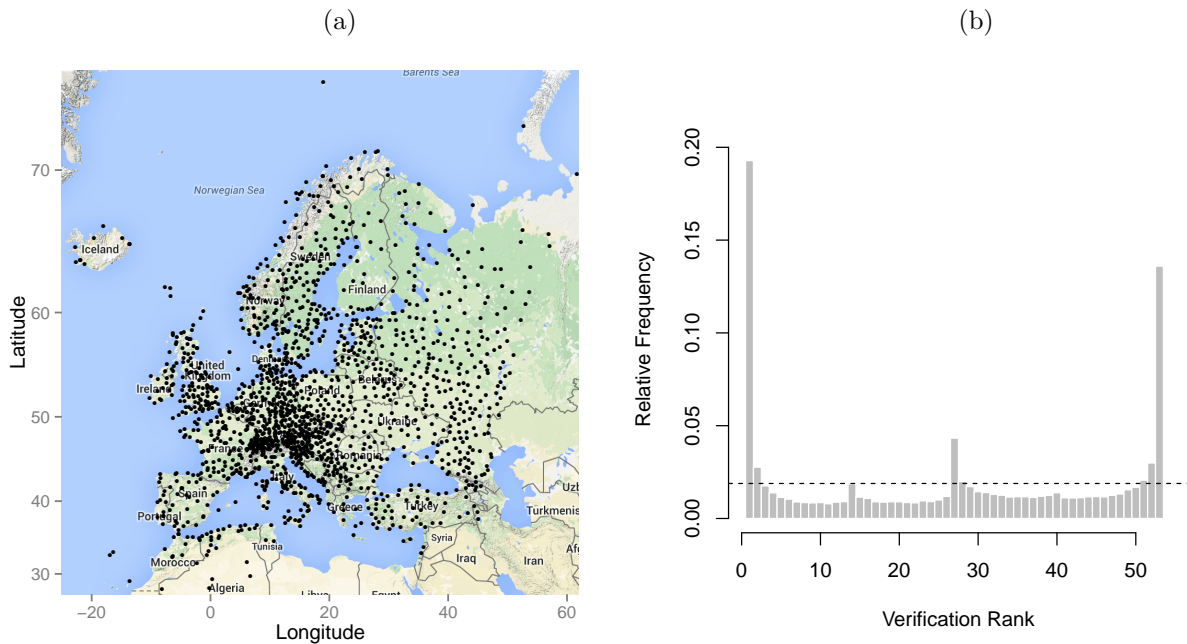 (a)
(b)
Barents Sea
70
Norwegian Sea
Iceland
Sweden
Finland
Norway
60
Denm
United
Kingdom
Ireland
Poland
Belarus
50
Ukraine
France
Romania
Italy
Spain
40
Portugal
Greece
Turkey
Uzb
Turkmenis
Syria
Tunisia
Iraq
Iran
Af
Morocco
30
Algeria
Libya
Egypt
−20
0
20
40
60
Longitude
Latitude
0.20
0.15
0.10
0.05
0.00
Relative Frequency
0
10
20
30
40
50
Verification Rank